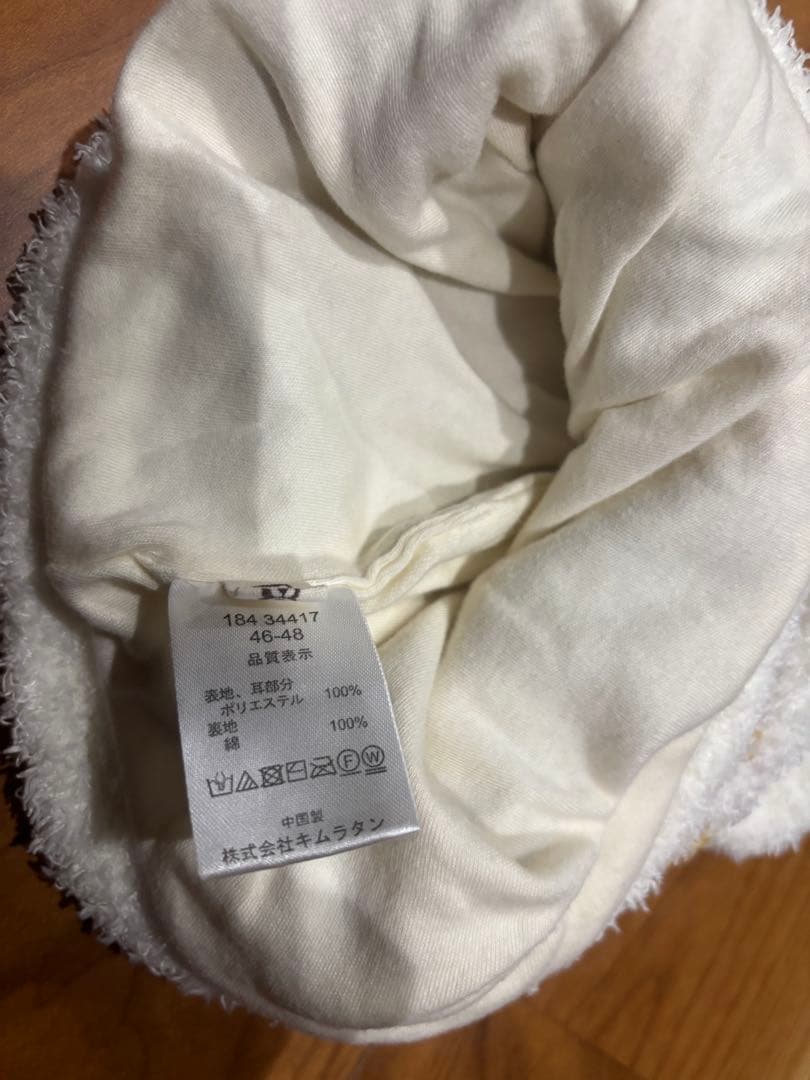 184 34417
46-48
品質表示
表地、耳部分
ポリエステル 100%
裏地 100%
綿
F W
中国製
株式会社キムラタン